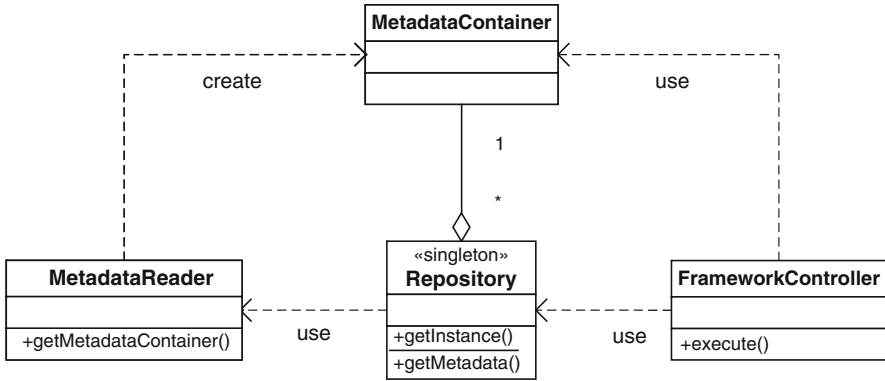 MetadataContainer
create
use
1
*
«singleton»
Repository
MetadataReader
FrameworkController
+getMetadataContainer()
use
+getInstance()
+getMetadata()
use
+execute()